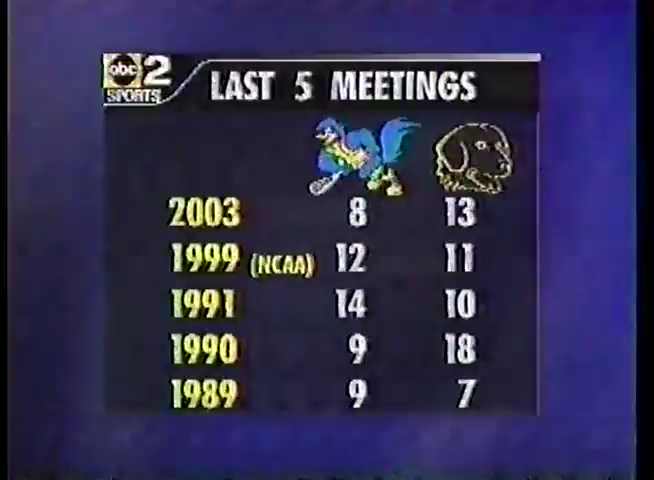 abc 2
SPORTS
LAST 5 MEETINGS
2003 8 13
1999 (NCAA) 12 11
1991 14 10
1990 9 18
1989 9 7